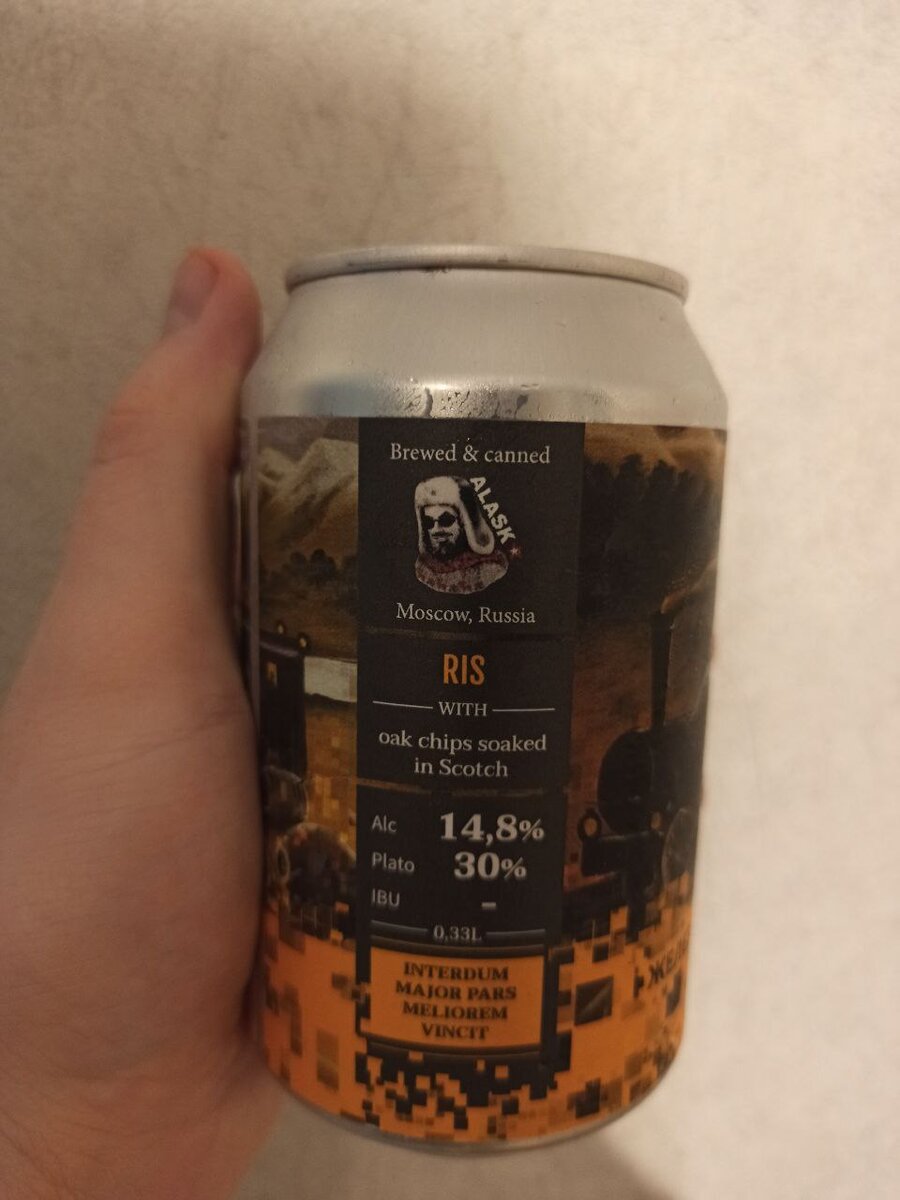 Brewed & canned
ALASK
Moscow, Russia
RIS
WITH
oak chips soaked
in Scotch
Alc 14,8%
Plato 30%
IBU -
0,33L
INTERDUM
MAJOR PARS
MELIOREM
VINCIT